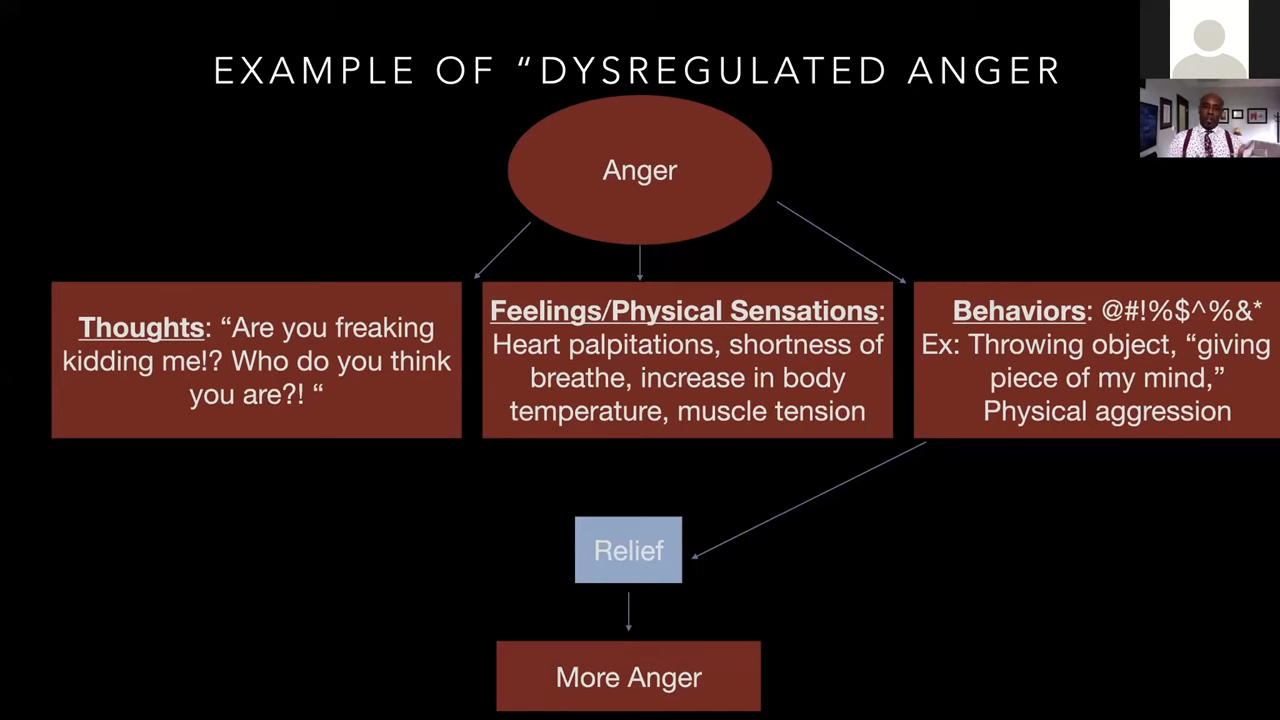 EXAMPLE OF “DYSREGULATED ANGER
Anger
Thoughts: “Are you freaking
kidding me!? Who do you think
you are?! “
Feelings/Physical Sensations:
Heart palpitations, shortness of
breathe, increase in body
temperature, muscle tension
Behaviors: @#!%$^%&*
Ex: Throwing object, “giving
piece of my mind,”
Physical aggression
Relief
More Anger